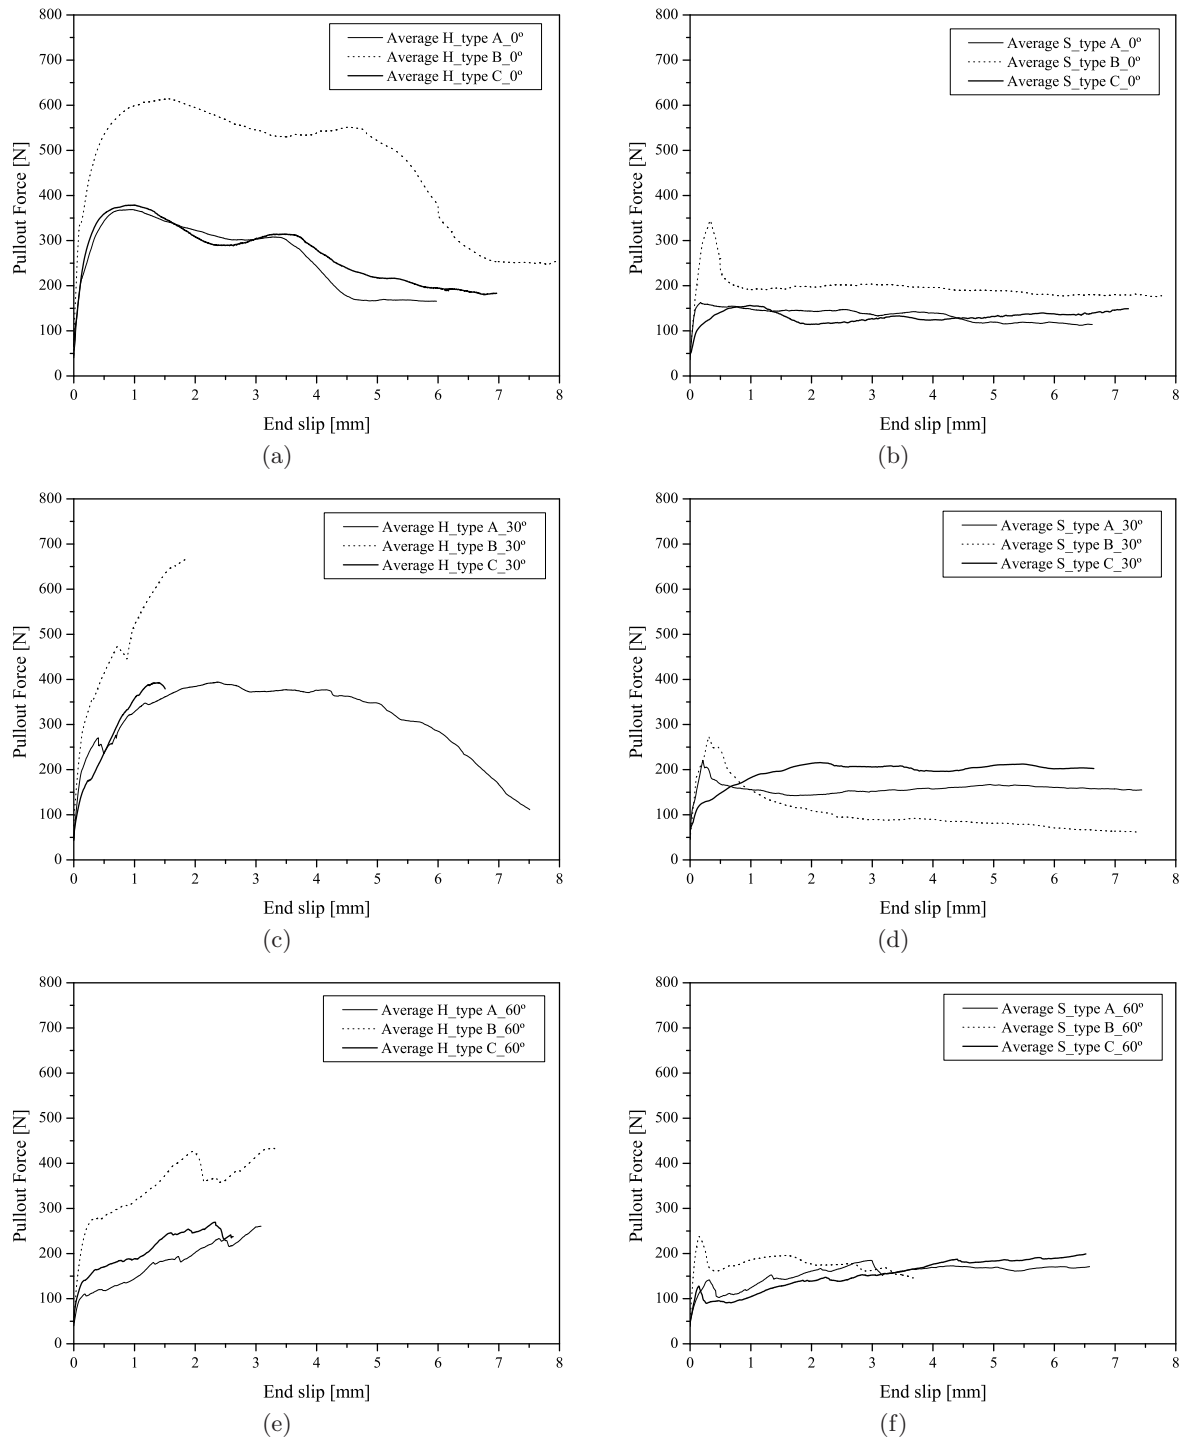 800
700
600
500
400
300
200
100
0
Pullout Force [N]
Average H_type A_0º
Average H_type B_0º
Average H_type C_0º
0 1 2 3 4 5 6 7 8
End slip [mm]
(a)
800
700
600
500
400
300
200
100
0
Pullout Force [N]
Average S_type A_0º
Average S_type B_0º
Average S_type C_0º
0 1 2 3 4 5 6 7 8
End slip [mm]
(b)
800
700
600
500
400
300
200
100
0
Pullout Force [N]
Average H_type A_30º
Average H_type B_30º
Average H_type C_30º
0 1 2 3 4 5 6 7 8
End slip [mm]
(c)
800
700
600
500
400
300
200
100
0
Pullout Force [N]
Average S_type A_30º
Average S_type B_30º
Average S_type C_30º
0 1 2 3 4 5 6 7 8
End slip [mm]
(d)
800
700
600
500
400
300
200
100
0
Pullout Force [N]
Average H_type A_60º
Average H_type B_60º
Average H_type C_60º
0 1 2 3 4 5 6 7 8
End slip [mm]
(e)
800
700
600
500
400
300
200
100
0
Pullout Force [N]
Average S_type A_60º
Average S_type B_60º
Average S_type C_60º
0 1 2 3 4 5 6 7 8
End slip [mm]
(f)